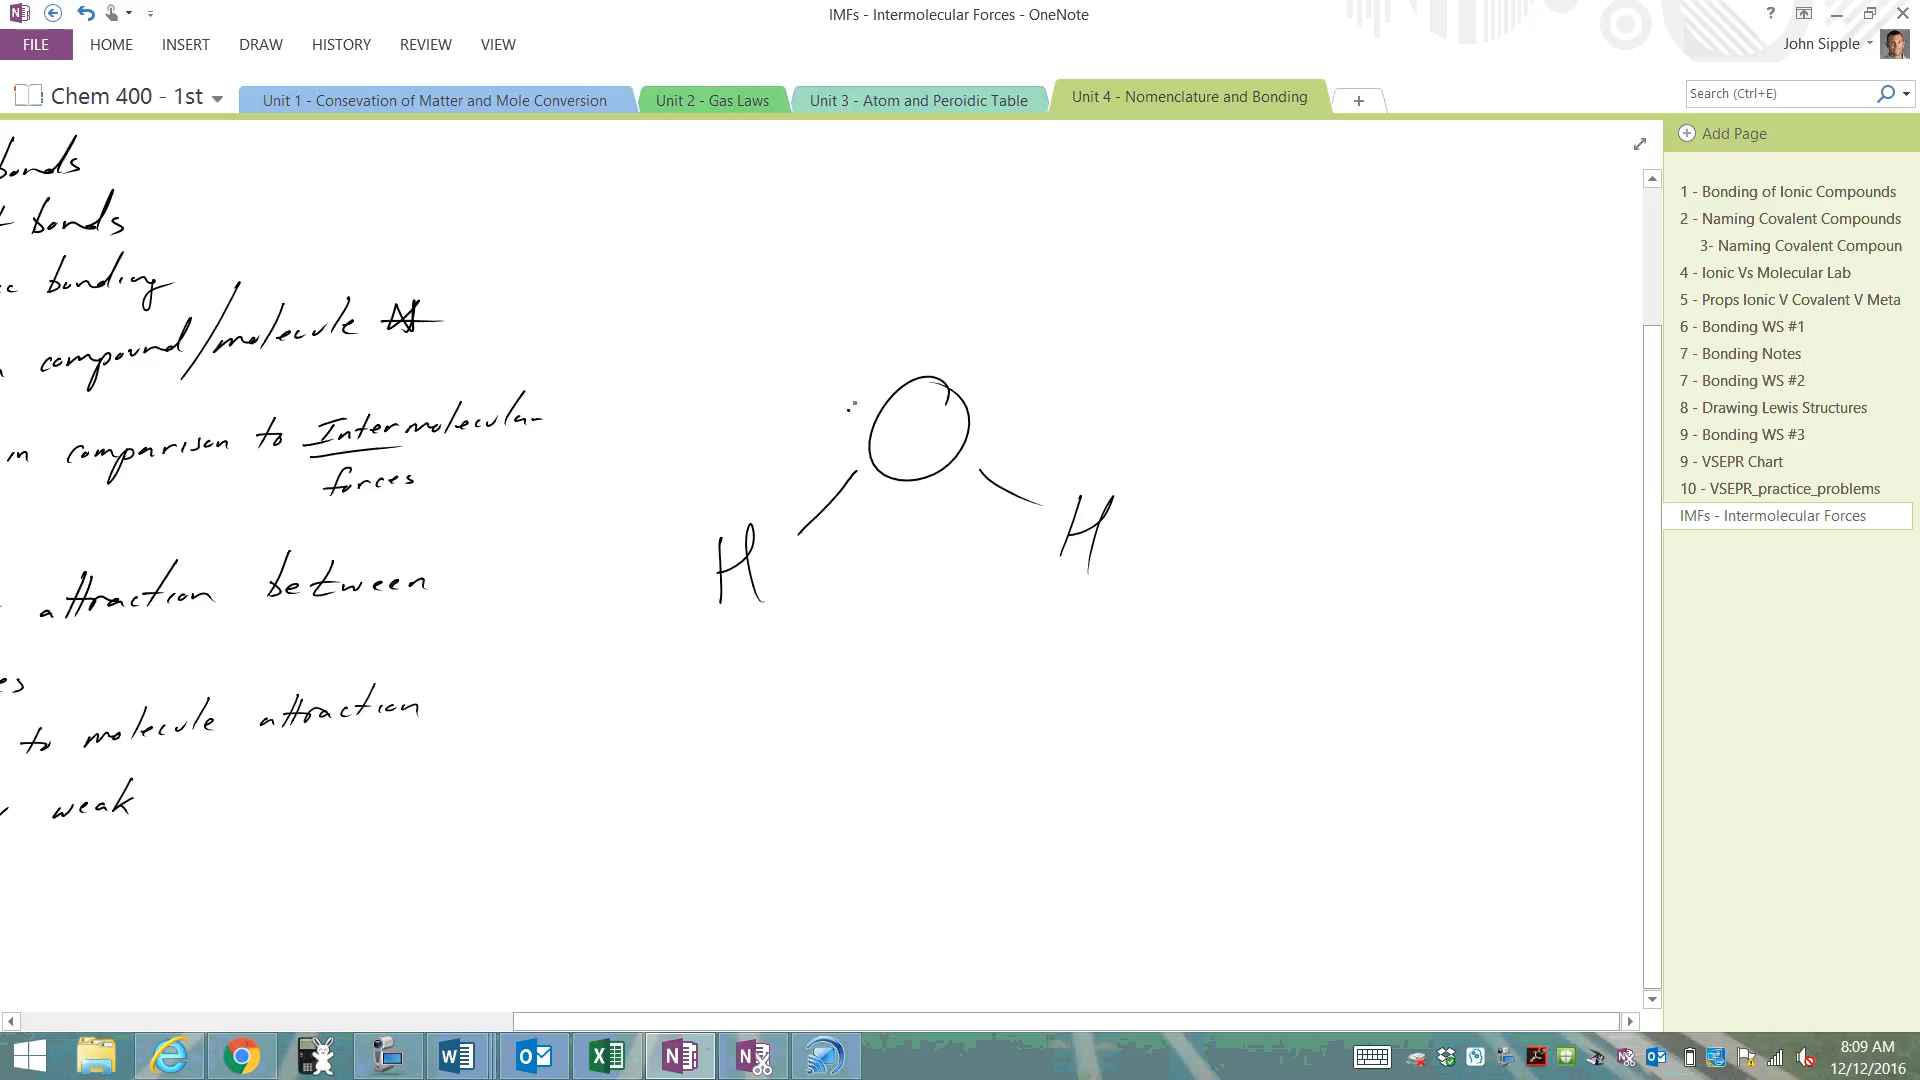 IMFs - Intermolecular Forces - OneNote
?
FILE HOME INSERT DRAW HISTORY REVIEW VIEW
John Sipple
Chem 400 - 1st
Unit 1 - Consevation of Matter and Mole Conversion
Unit 2 - Gas Laws
Unit 3 - Atom and Peroidic Table
Unit 4 - Nomenclature and Bonding
Search (Ctrl+E)
Add Page
1 - Bonding of Ionic Compounds
2 - Naming Covalent Compounds
3- Naming Covalent Compoun
4 - Ionic Vs Molecular Lab
5 - Props Ionic V Covalent V Meta
6 - Bonding WS #1
7 - Bonding Notes
7 - Bonding WS #2
8 - Drawing Lewis Structures
9 - Bonding WS #3
9 - VSEPR Chart
10 - VSEPR_practice_problems
IMFs - Intermolecular Forces
bonds
bonds
bonding
compound/molecule
in comparison to Intermolecular
forces
attraction between
es
to molecule attraction
weak
O
H
H
8:09 AM
12/12/2016